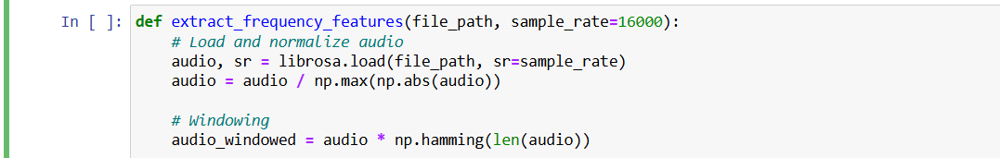 In [ ]: def extract_frequency_features(file_path, sample_rate=16000):
    # Load and normalize audio
    audio, sr = librosa.load(file_path, sr=sample_rate)
    audio = audio / np.max(np.abs(audio))

    # Windowing
    audio_windowed = audio * np.hamming(len(audio))